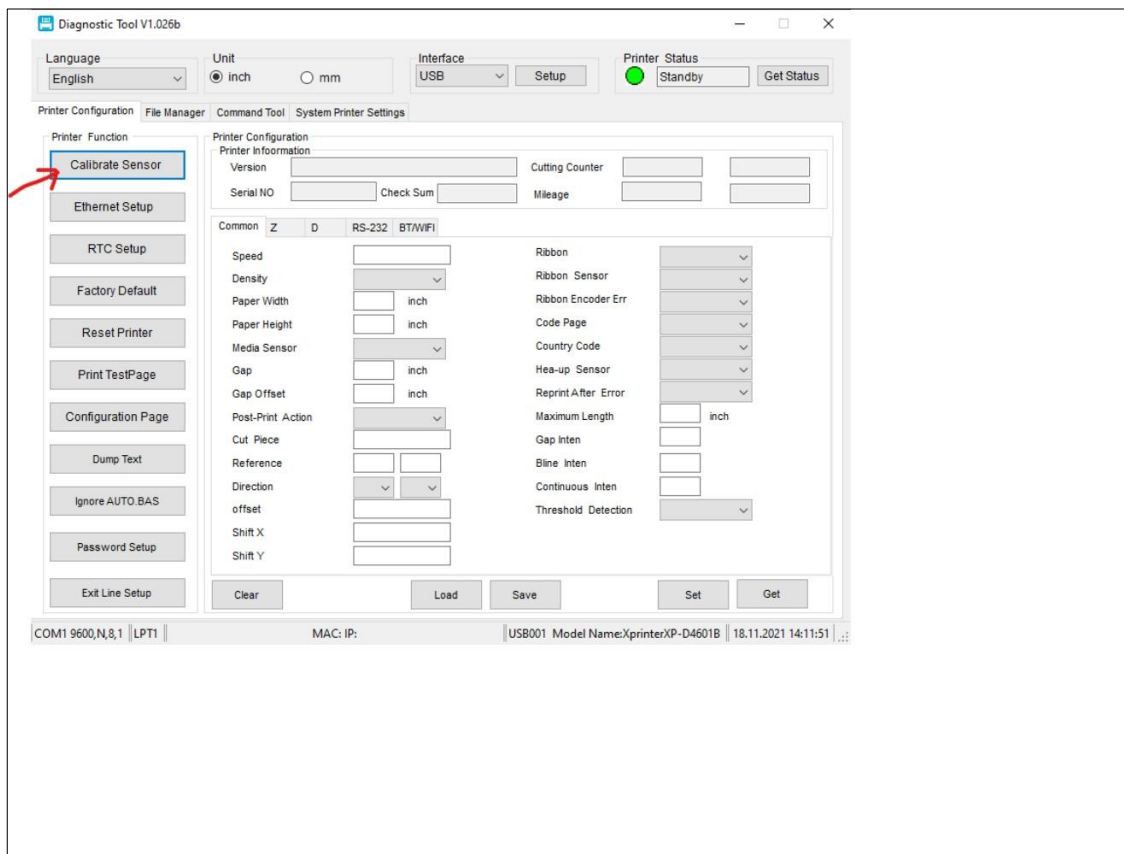 Diagnostic Tool V1.026b
Language
Unit
Interface
Printer Status
English
inch
mm
USB
Setup
Standby
Get Status
Printer Configuration
File Manager
Command Tool
System Printer Settings
Printer Function
Calibrate Sensor
Ethernet Setup
RTC Setup
Factory Default
Reset Printer
Print TestPage
Configuration Page
Dump Text
Ignore AUTO.BAS
Password Setup
Exit Line Setup
Printer Configuration
Printer Infoormation
Version
Cutting Counter
Serial NO
Check Sum
Mileage
Common
Z
D
RS-232
BT/WIFI
Speed
Density
Paper Width
inch
Paper Height
inch
Media Sensor
Gap
inch
Gap Offset
inch
Post-Print Action
Cut Piece
Reference
Direction
offset
Shift X
Shift Y
Ribbon
Ribbon Sensor
Ribbon Encoder Err
Code Page
Country Code
Hea-up Sensor
Reprint After Error
Maximum Length
inch
Gap Inten
Bline Inten
Continuous Inten
Threshold Detection
Clear
Load
Save
Set
Get
COM1 9600,N,8,1
LPT1
MAC: IP:
USB001 Model Name:XprinterXP-D4601B
18.11.2021 14:11:51